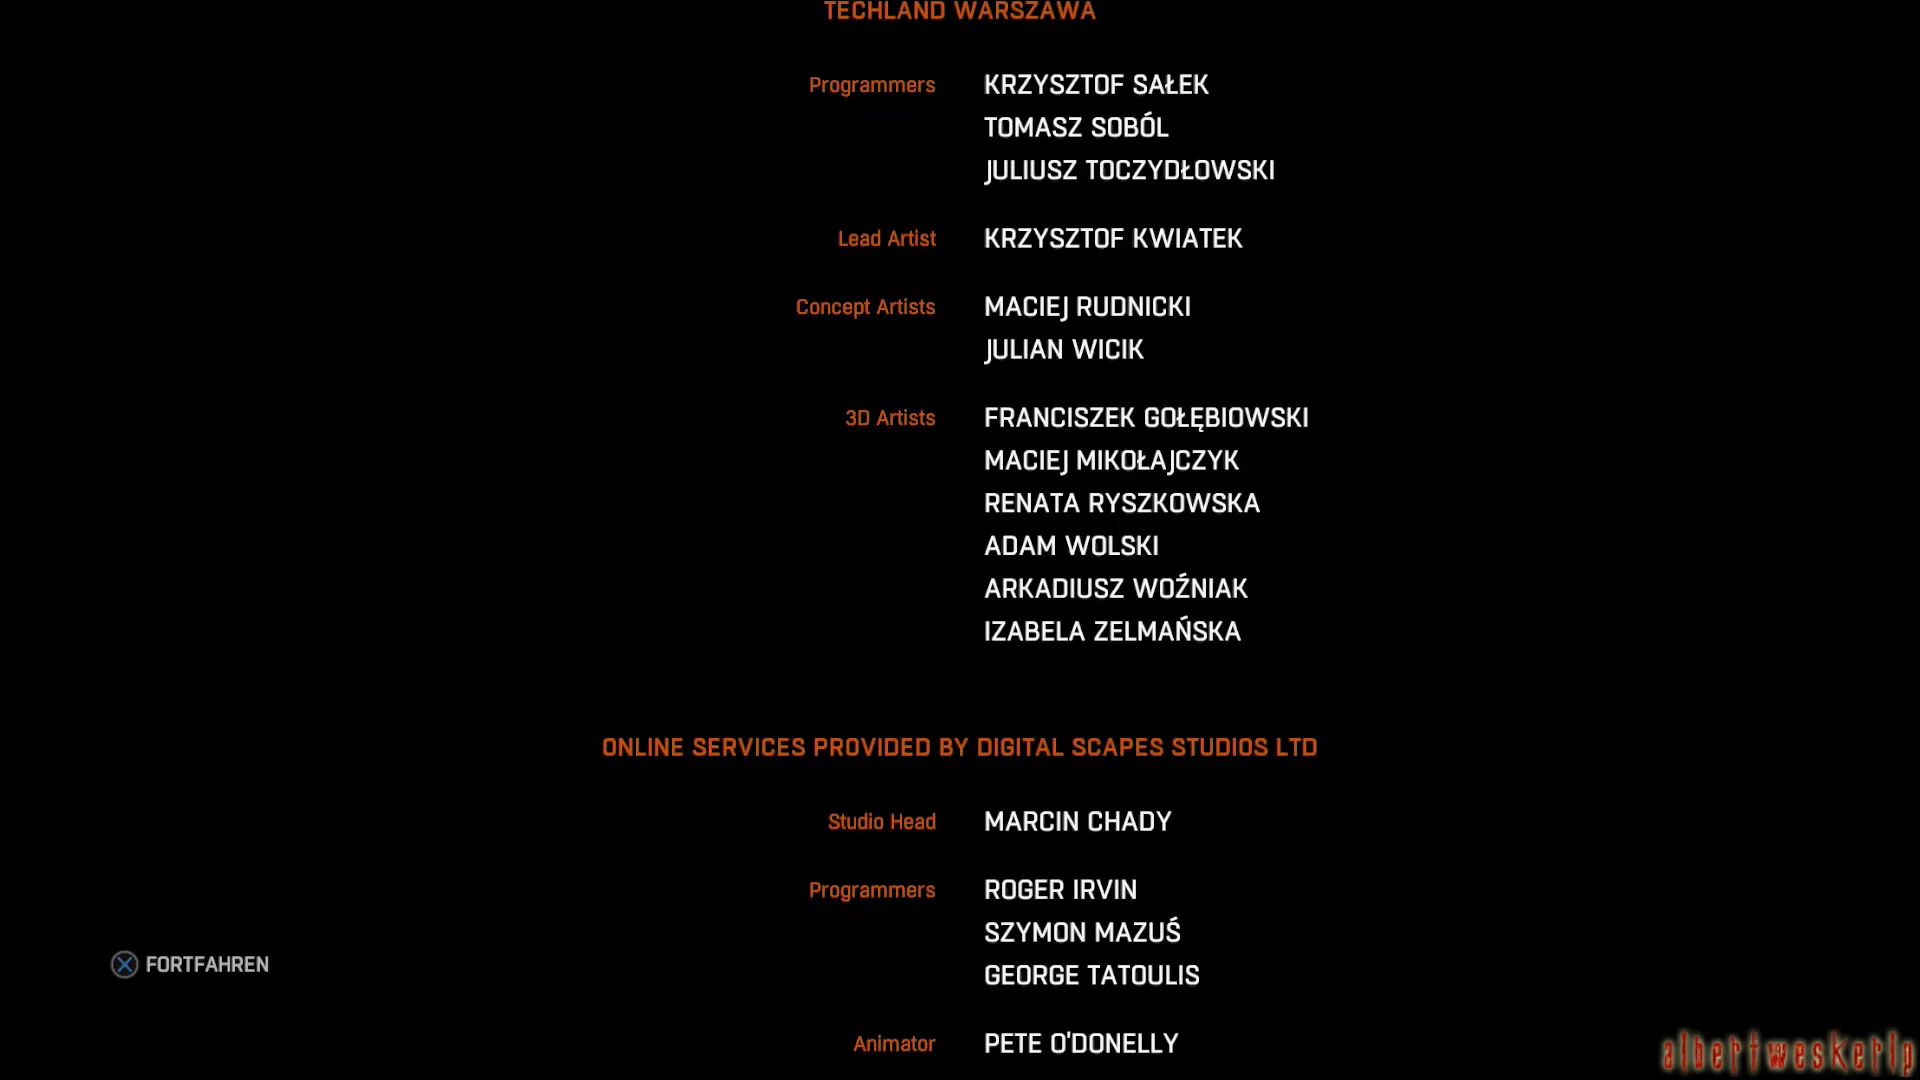 TECHLAND WARSZAWA
Programmers KRZYSZTOF SAŁEK
TOMASZ SOBÓL
JULIUSZ TOCZYDŁOWSKI
Lead Artist KRZYSZTOF KWIATEK
Concept Artists MACIEJ RUDNICKI
JULIAN WICIK
3D Artists FRANCISZEK GOŁĘBIOWSKI
MACIEJ MIKOŁAJCZYK
RENATA RYSZKOWSKA
ADAM WOLSKI
ARKADIUSZ WOŹNIAK
IZABELA ZELMAŃSKA
ONLINE SERVICES PROVIDED BY DIGITAL SCAPES STUDIOS LTD
Studio Head MARCIN CHADY
Programmers ROGER IRVIN
SZYMON MAZUŚ
GEORGE TATOULIS
FORTFAHREN
Animator PETE O'DONELLY
albertweskerlp